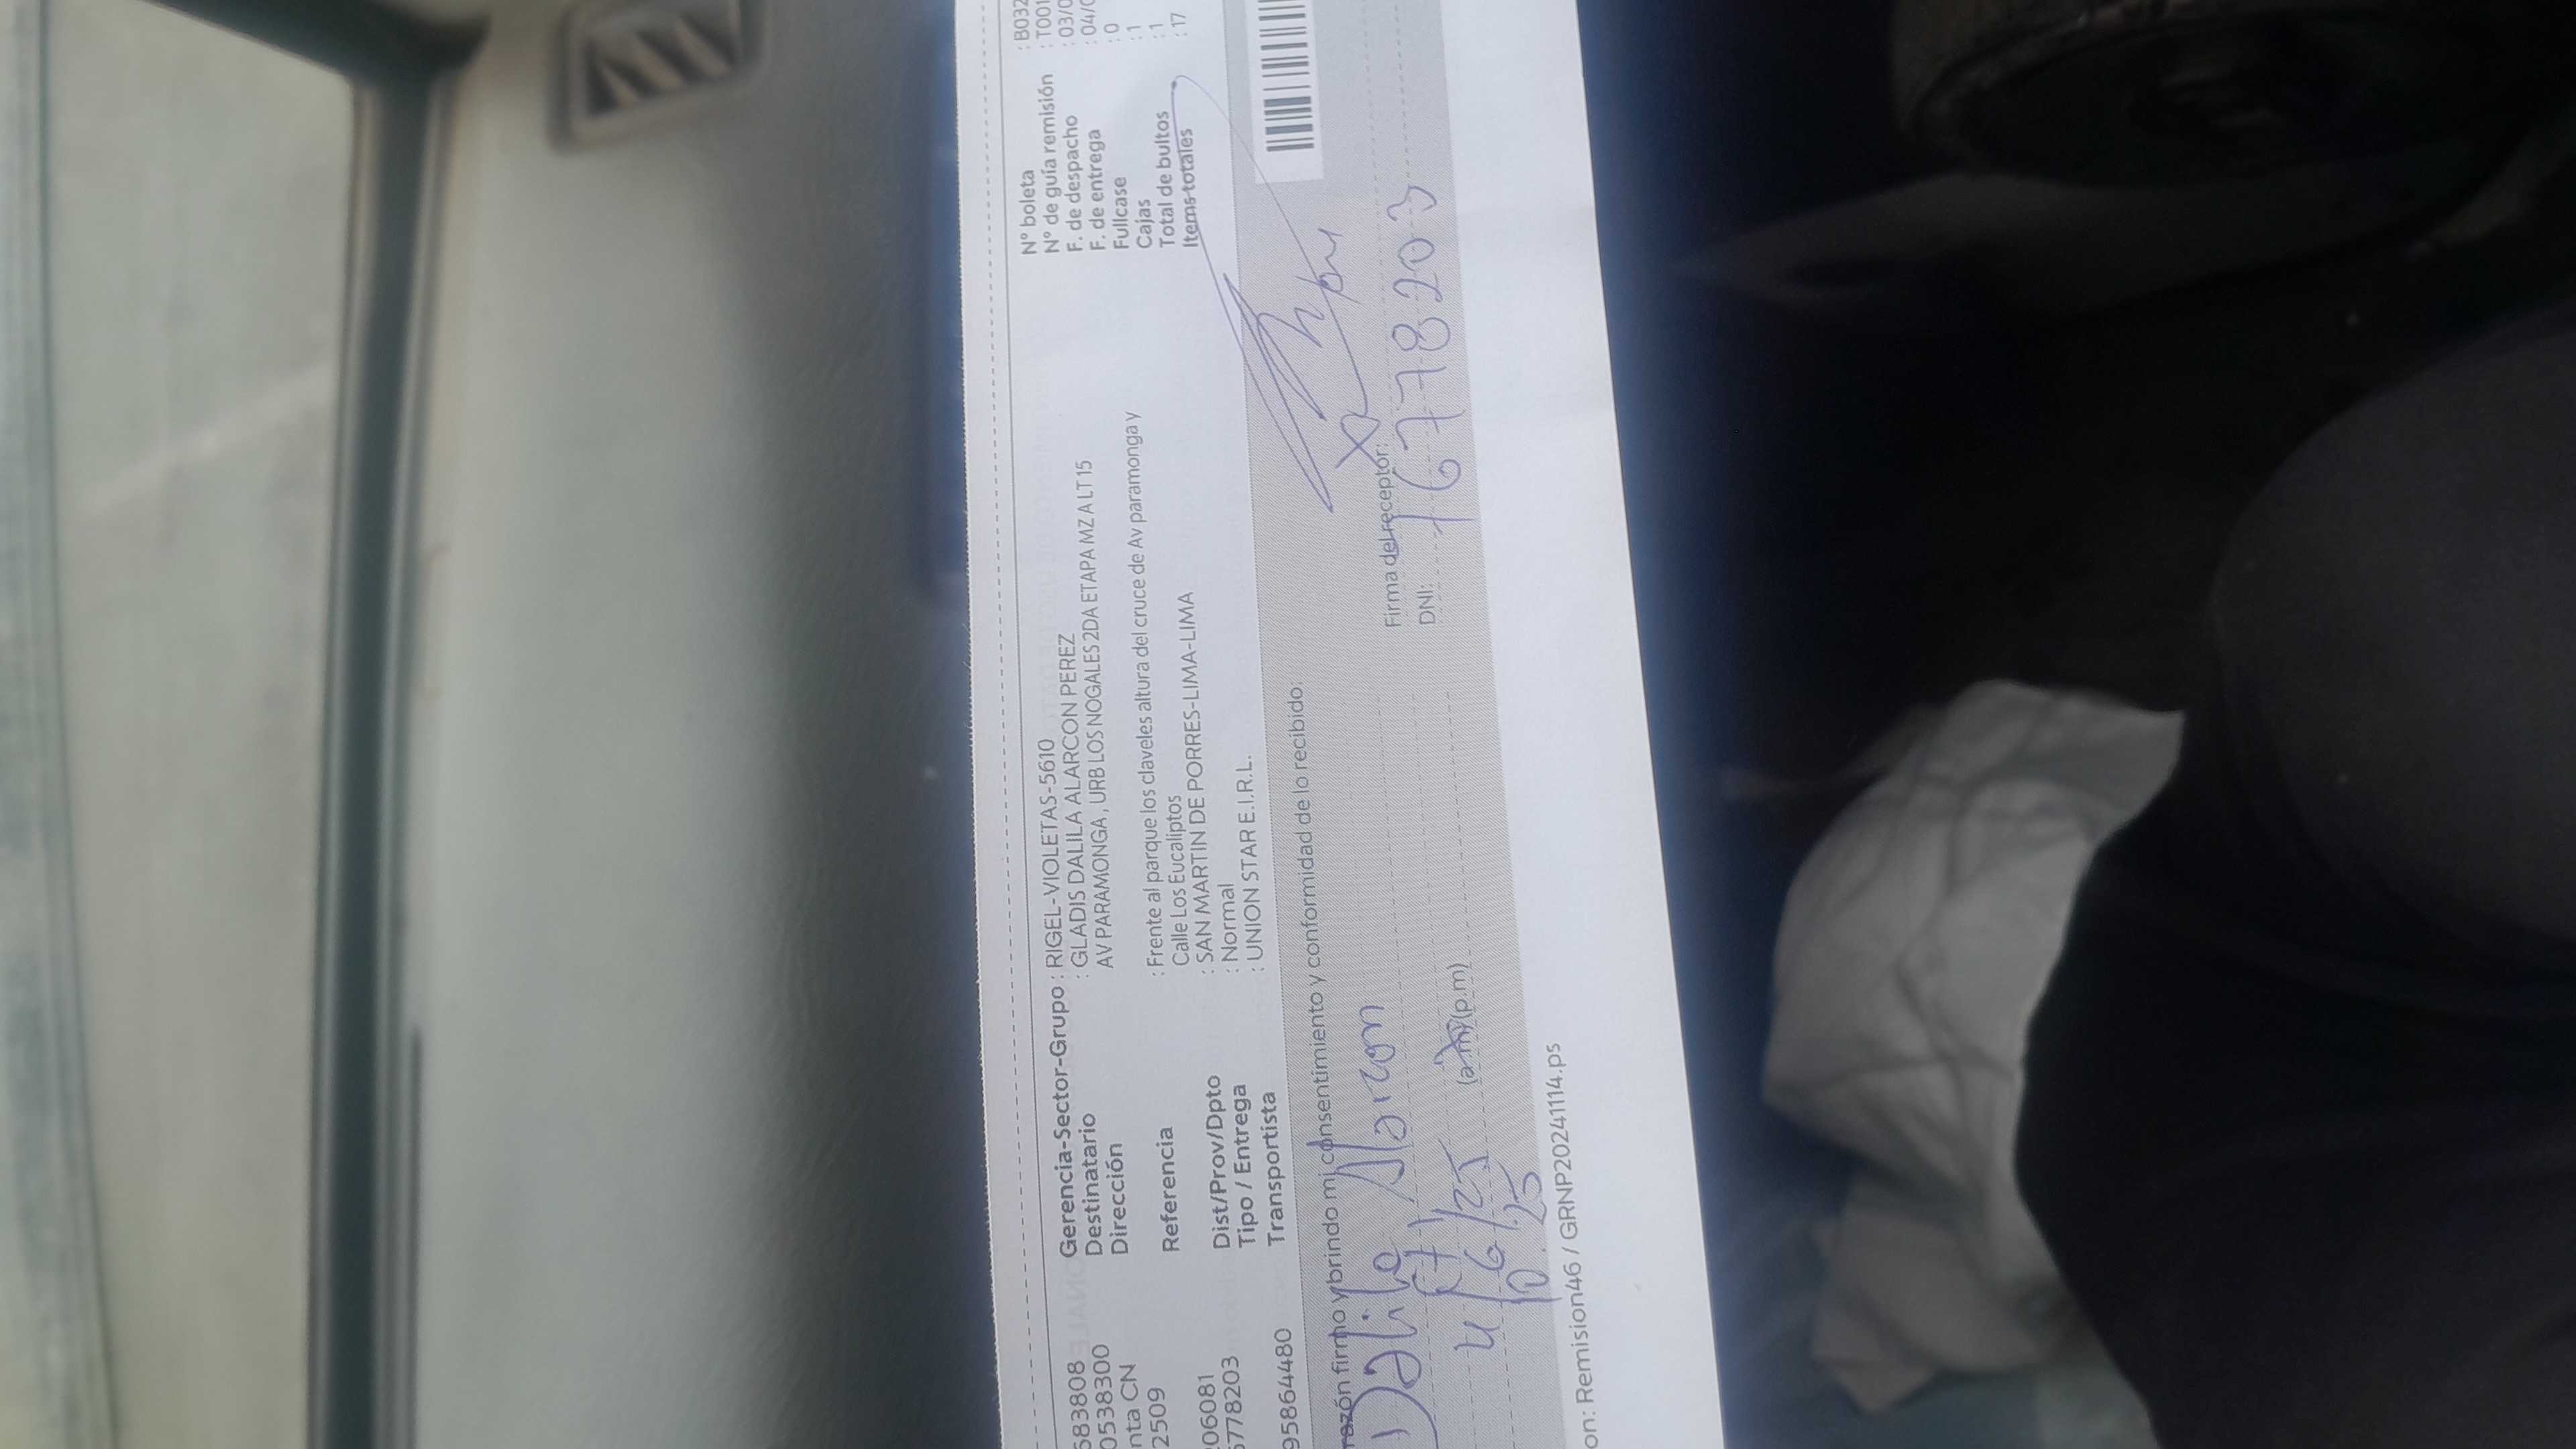 6838808 Gerencia-Sector-Grupo : RIGEL-VIOLETAS-5610 N° boleta : B032
0538300 Destinatario : GLADIS DALILA ALARCON PEREZ N° de guía remisión : T001
nta CN Dirección AV PARAMONGA , URB LOS NOGALES 2DA ETAPA MZ A LT 15 F. de despacho : 03/0
2509 F. de entrega : 04/0
Referencia : Frente al parque los claveles altura del cruce de Av paramonga y Fullcase : 0
Calle Los Eucaliptos Cajas : 1
206081 Dist/Prov/Dpto : SAN MARTIN DE PORRES-LIMA-LIMA Total de bultos : 1
6778203 Tipo / Entrega : Normal Items totales : 17
958644480 Transportista : UNION STAR E.I.R.L.
razón firmo y brindo mi consentimiento y conformidad de lo recibido:
Dalila Alarcon
Firma del receptor:
4/6/25 DNI: 16778203
10:25 (a.m)(p.m)
on: Remision46 / GRNP20241114.ps